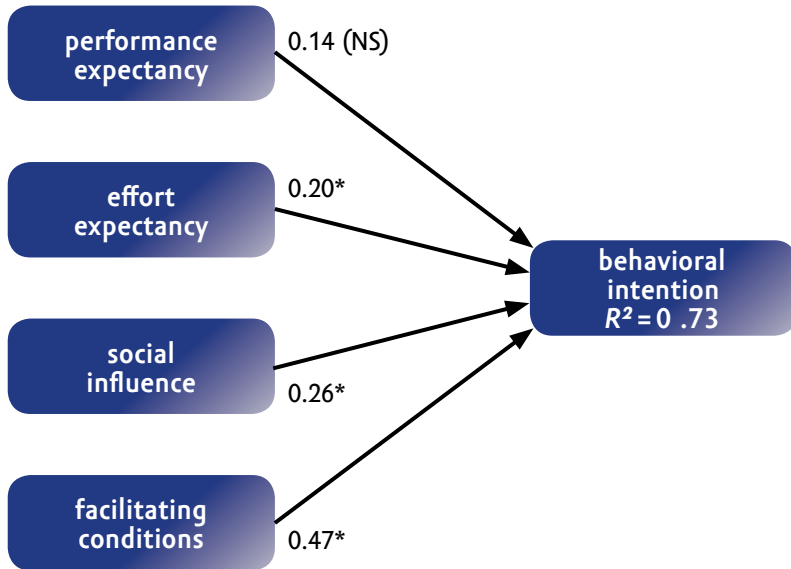 performance
expectancy
0.14 (NS)
effort
expectancy
0.20*
social
influence
0.26*
facilitating
conditions
0.47*
behavioral
intention
R² = 0 .73